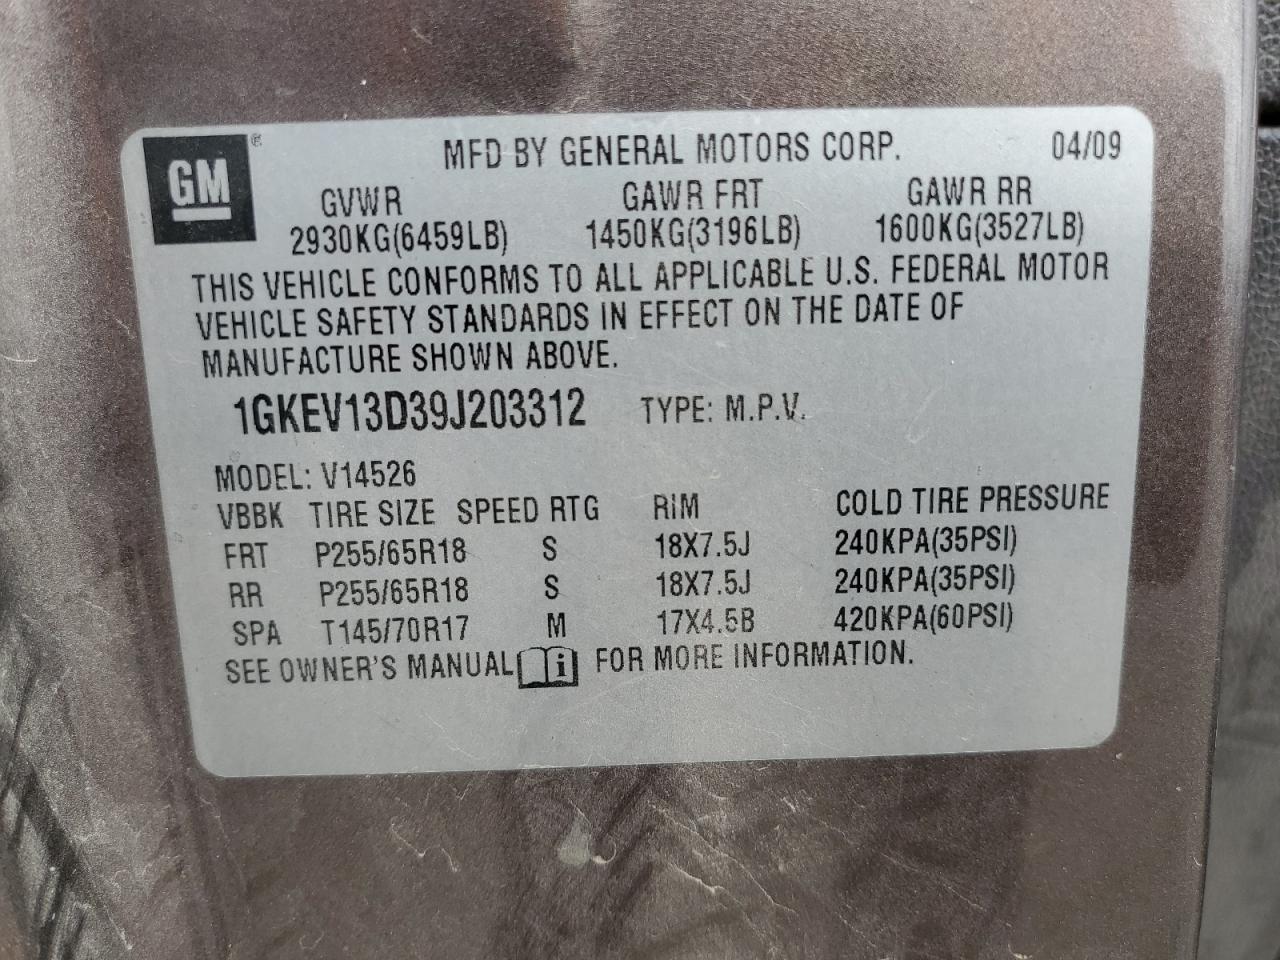 GM®
MFD BY GENERAL MOTORS CORP. 04/09
GVWR GAWR FRT GAWR RR
2930KG(6459LB) 1450KG(3196LB) 1600KG(3527LB)
THIS VEHICLE CONFORMS TO ALL APPLICABLE U.S. FEDERAL MOTOR
VEHICLE SAFETY STANDARDS IN EFFECT ON THE DATE OF
MANUFACTURE SHOWN ABOVE.
1GKEV13D39J203312 TYPE: M.P.V.
MODEL: V14526
VBBK TIRE SIZE SPEED RTG RIM COLD TIRE PRESSURE
FRT P255/65R18 S 18X7.5J 240KPA(35PSI)
RR P255/65R18 S 18X7.5J 240KPA(35PSI)
SPA T145/70R17 M 17X4.5B 420KPA(60PSI)
SEE OWNER'S MANUAL i FOR MORE INFORMATION.